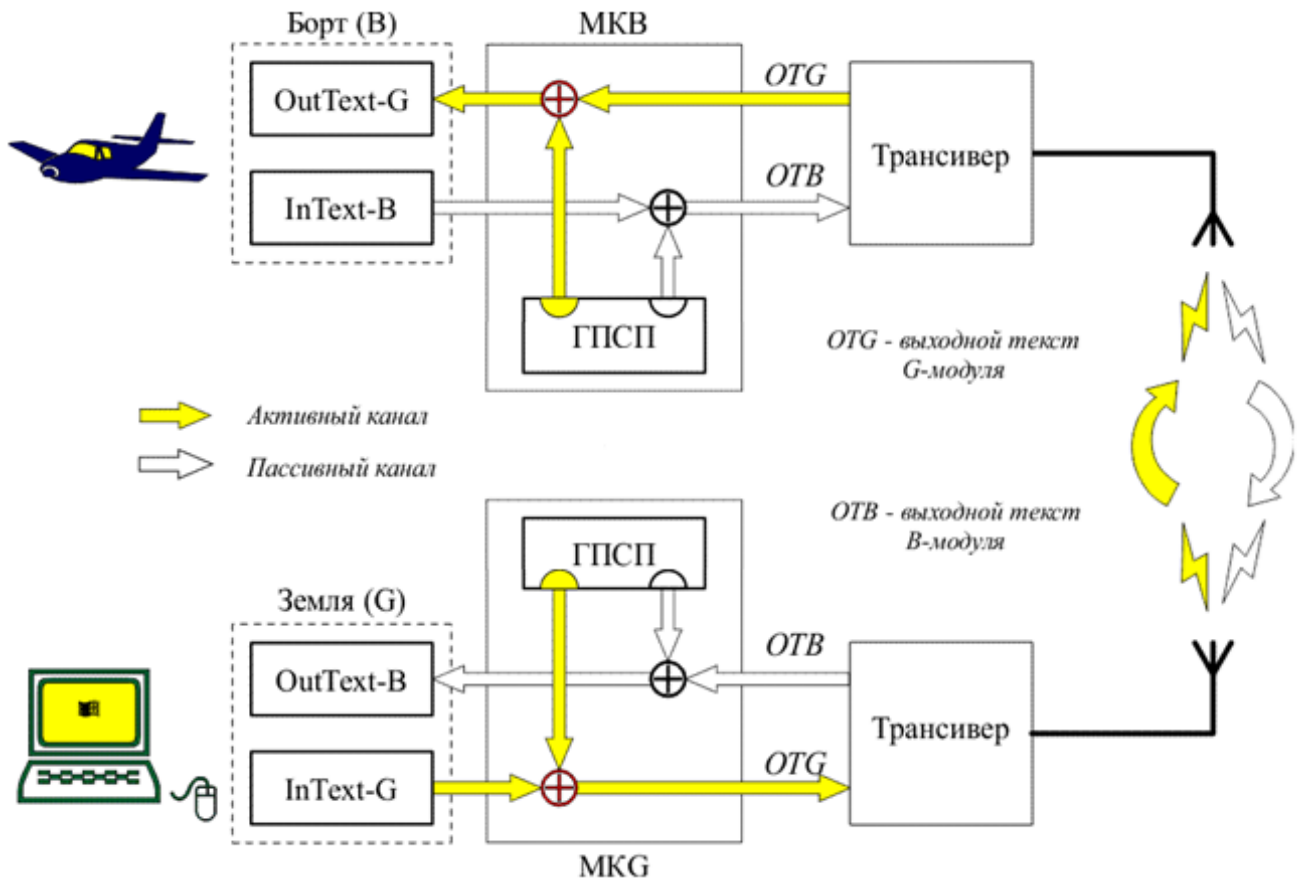 Борт (B)
МКВ
OutText-G
OTG
InText-B
OTB
Трансивер
ГПСП
OTG - выходной текст
G-модуля
Активный канал
Пассивный канал
OTB - выходной текст
B-модуля
ГПСП
Земля (G)
OutText-B
OTB
InText-G
OTG
Трансивер
МКG